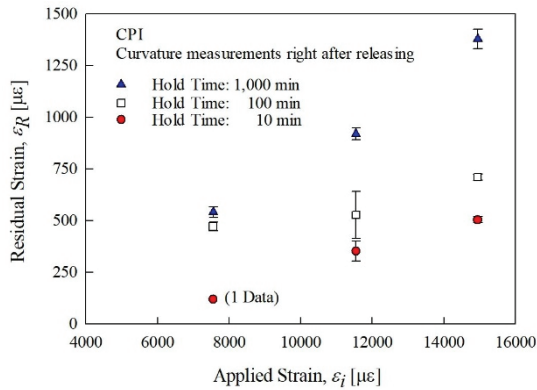 1500
1250
1000
750
500
250
0
Residual Strain, εR [με]
CPI
Curvature measurements right after releasing
Hold Time: 1,000 min
Hold Time: 100 min
Hold Time: 10 min
(1 Data)
4000 6000 8000 10000 12000 14000 16000
Applied Strain, εi [με]